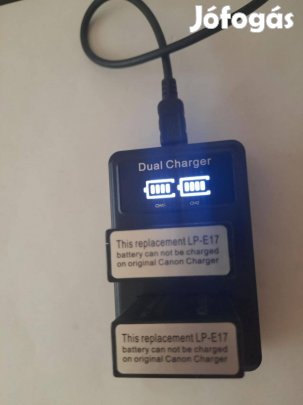 Jófogás
Dual Charger
CH1 CH2
This replacement LP-E17
battery can not be charged
on original Canon Charger
This replacement LP-E17
battery can not be charged
on original Canon Charger